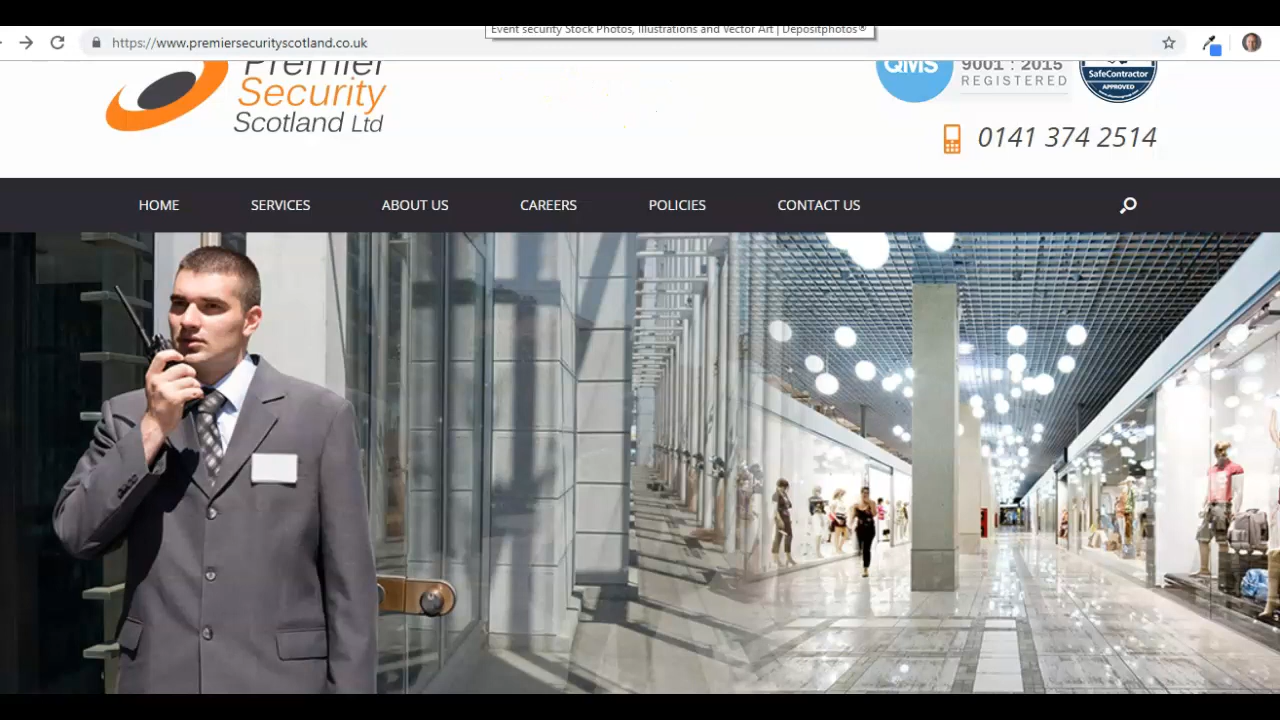 Event security Stock Photos, Illustrations and Vector Art | Depositphotos®
https://www.premiersecurityscotland.co.uk
Premier
Security
Scotland Ltd
QMS
9001 : 2015
REGISTERED
SafeContractor
APPROVED
0141 374 2514
HOME
SERVICES
ABOUT US
CAREERS
POLICIES
CONTACT US